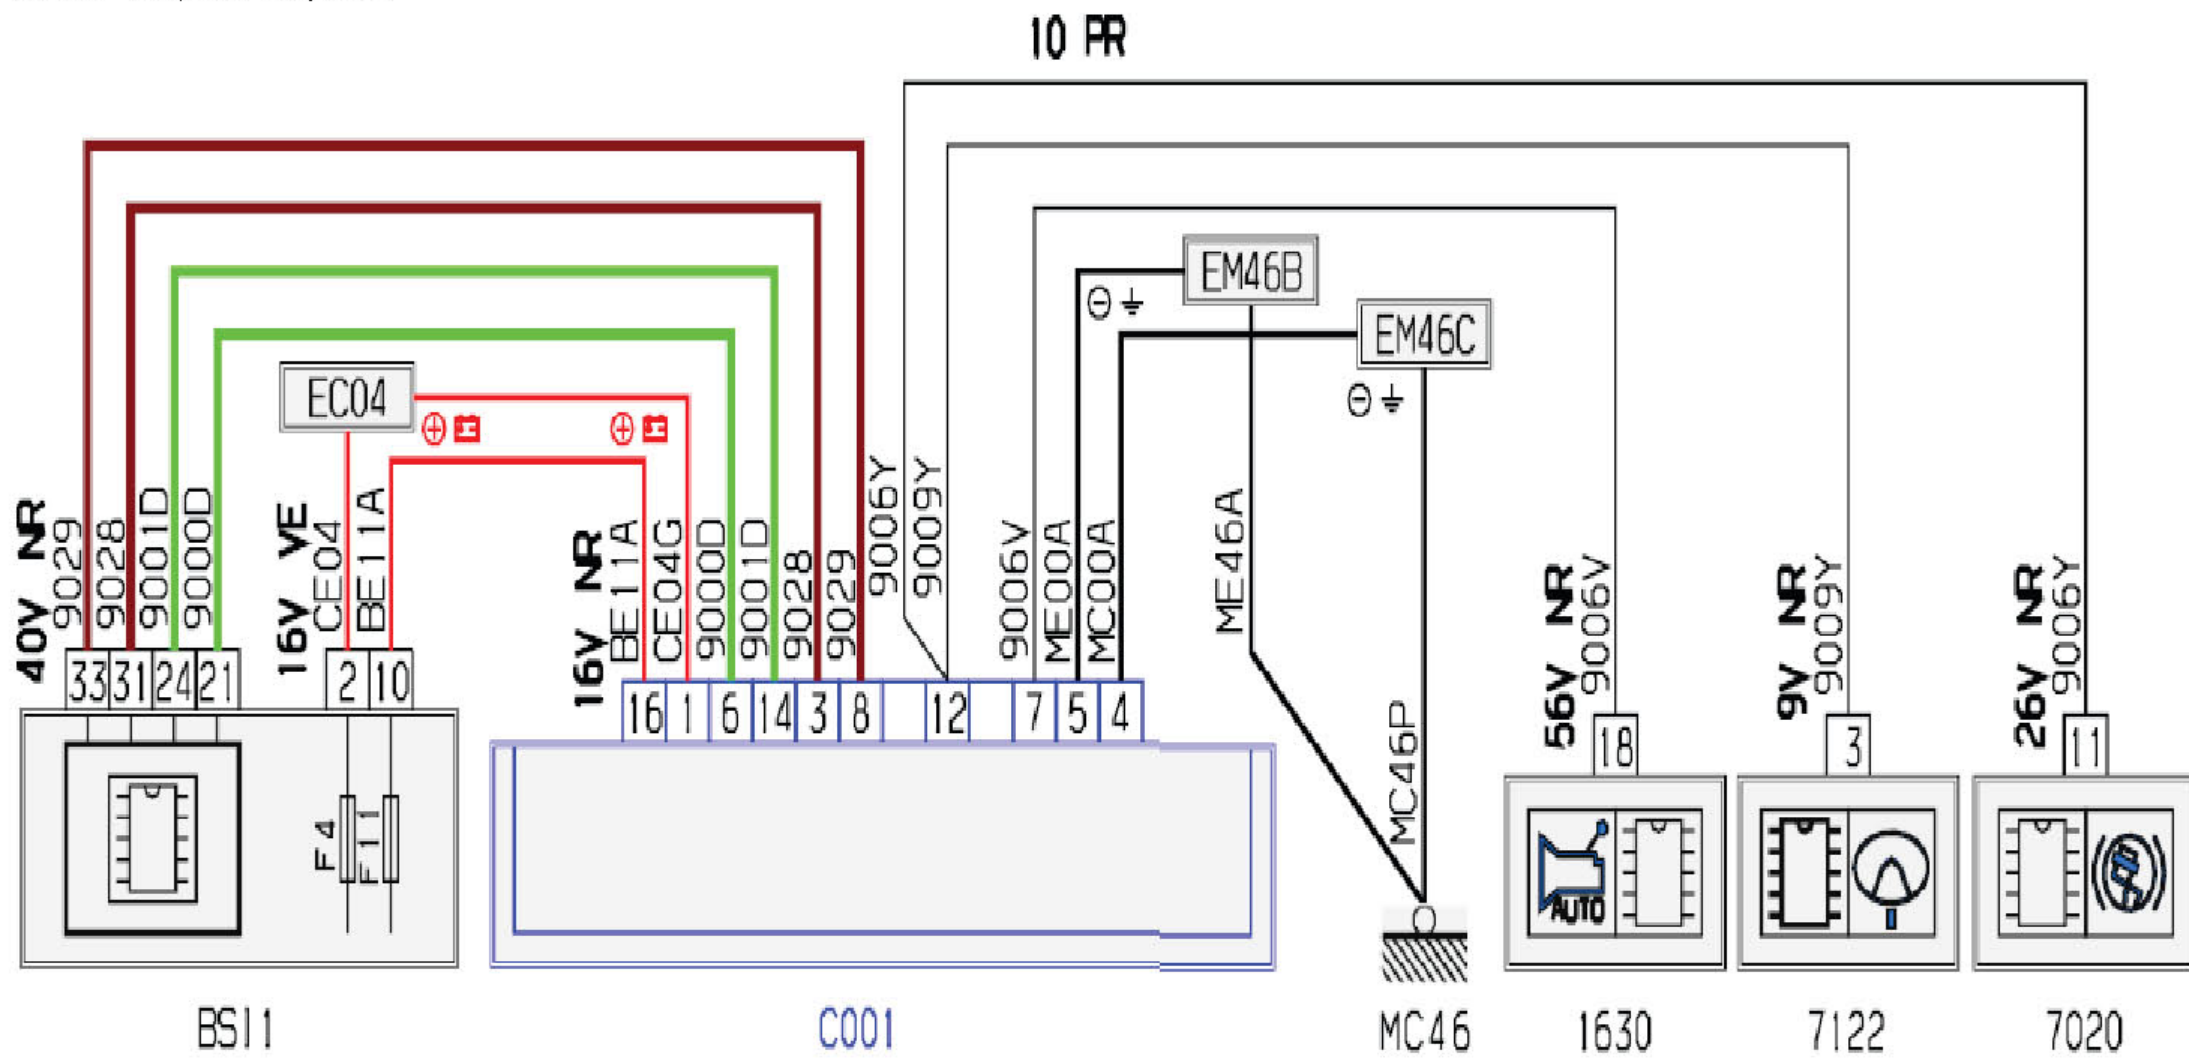 10 PR
EM46B
EM46C
EC04
40V NR
9029
9028
9001D
9000D
16V VE
CE04
BE11A
16V NR
BE11A
CE04G
9000D
9001D
9028
9029
9006Y
9009Y
9006V
ME00A
MC00A
ME46A
MC46P
56V NR
9006V
9V NR
9009Y
26V NR
9006Y
33 31 24 21 2 10
16 1 6 14 3 8 12 7 5 4
18 3 11
F4
F11
AUTO
BSI1 C001 MC46 1630 7122 7020